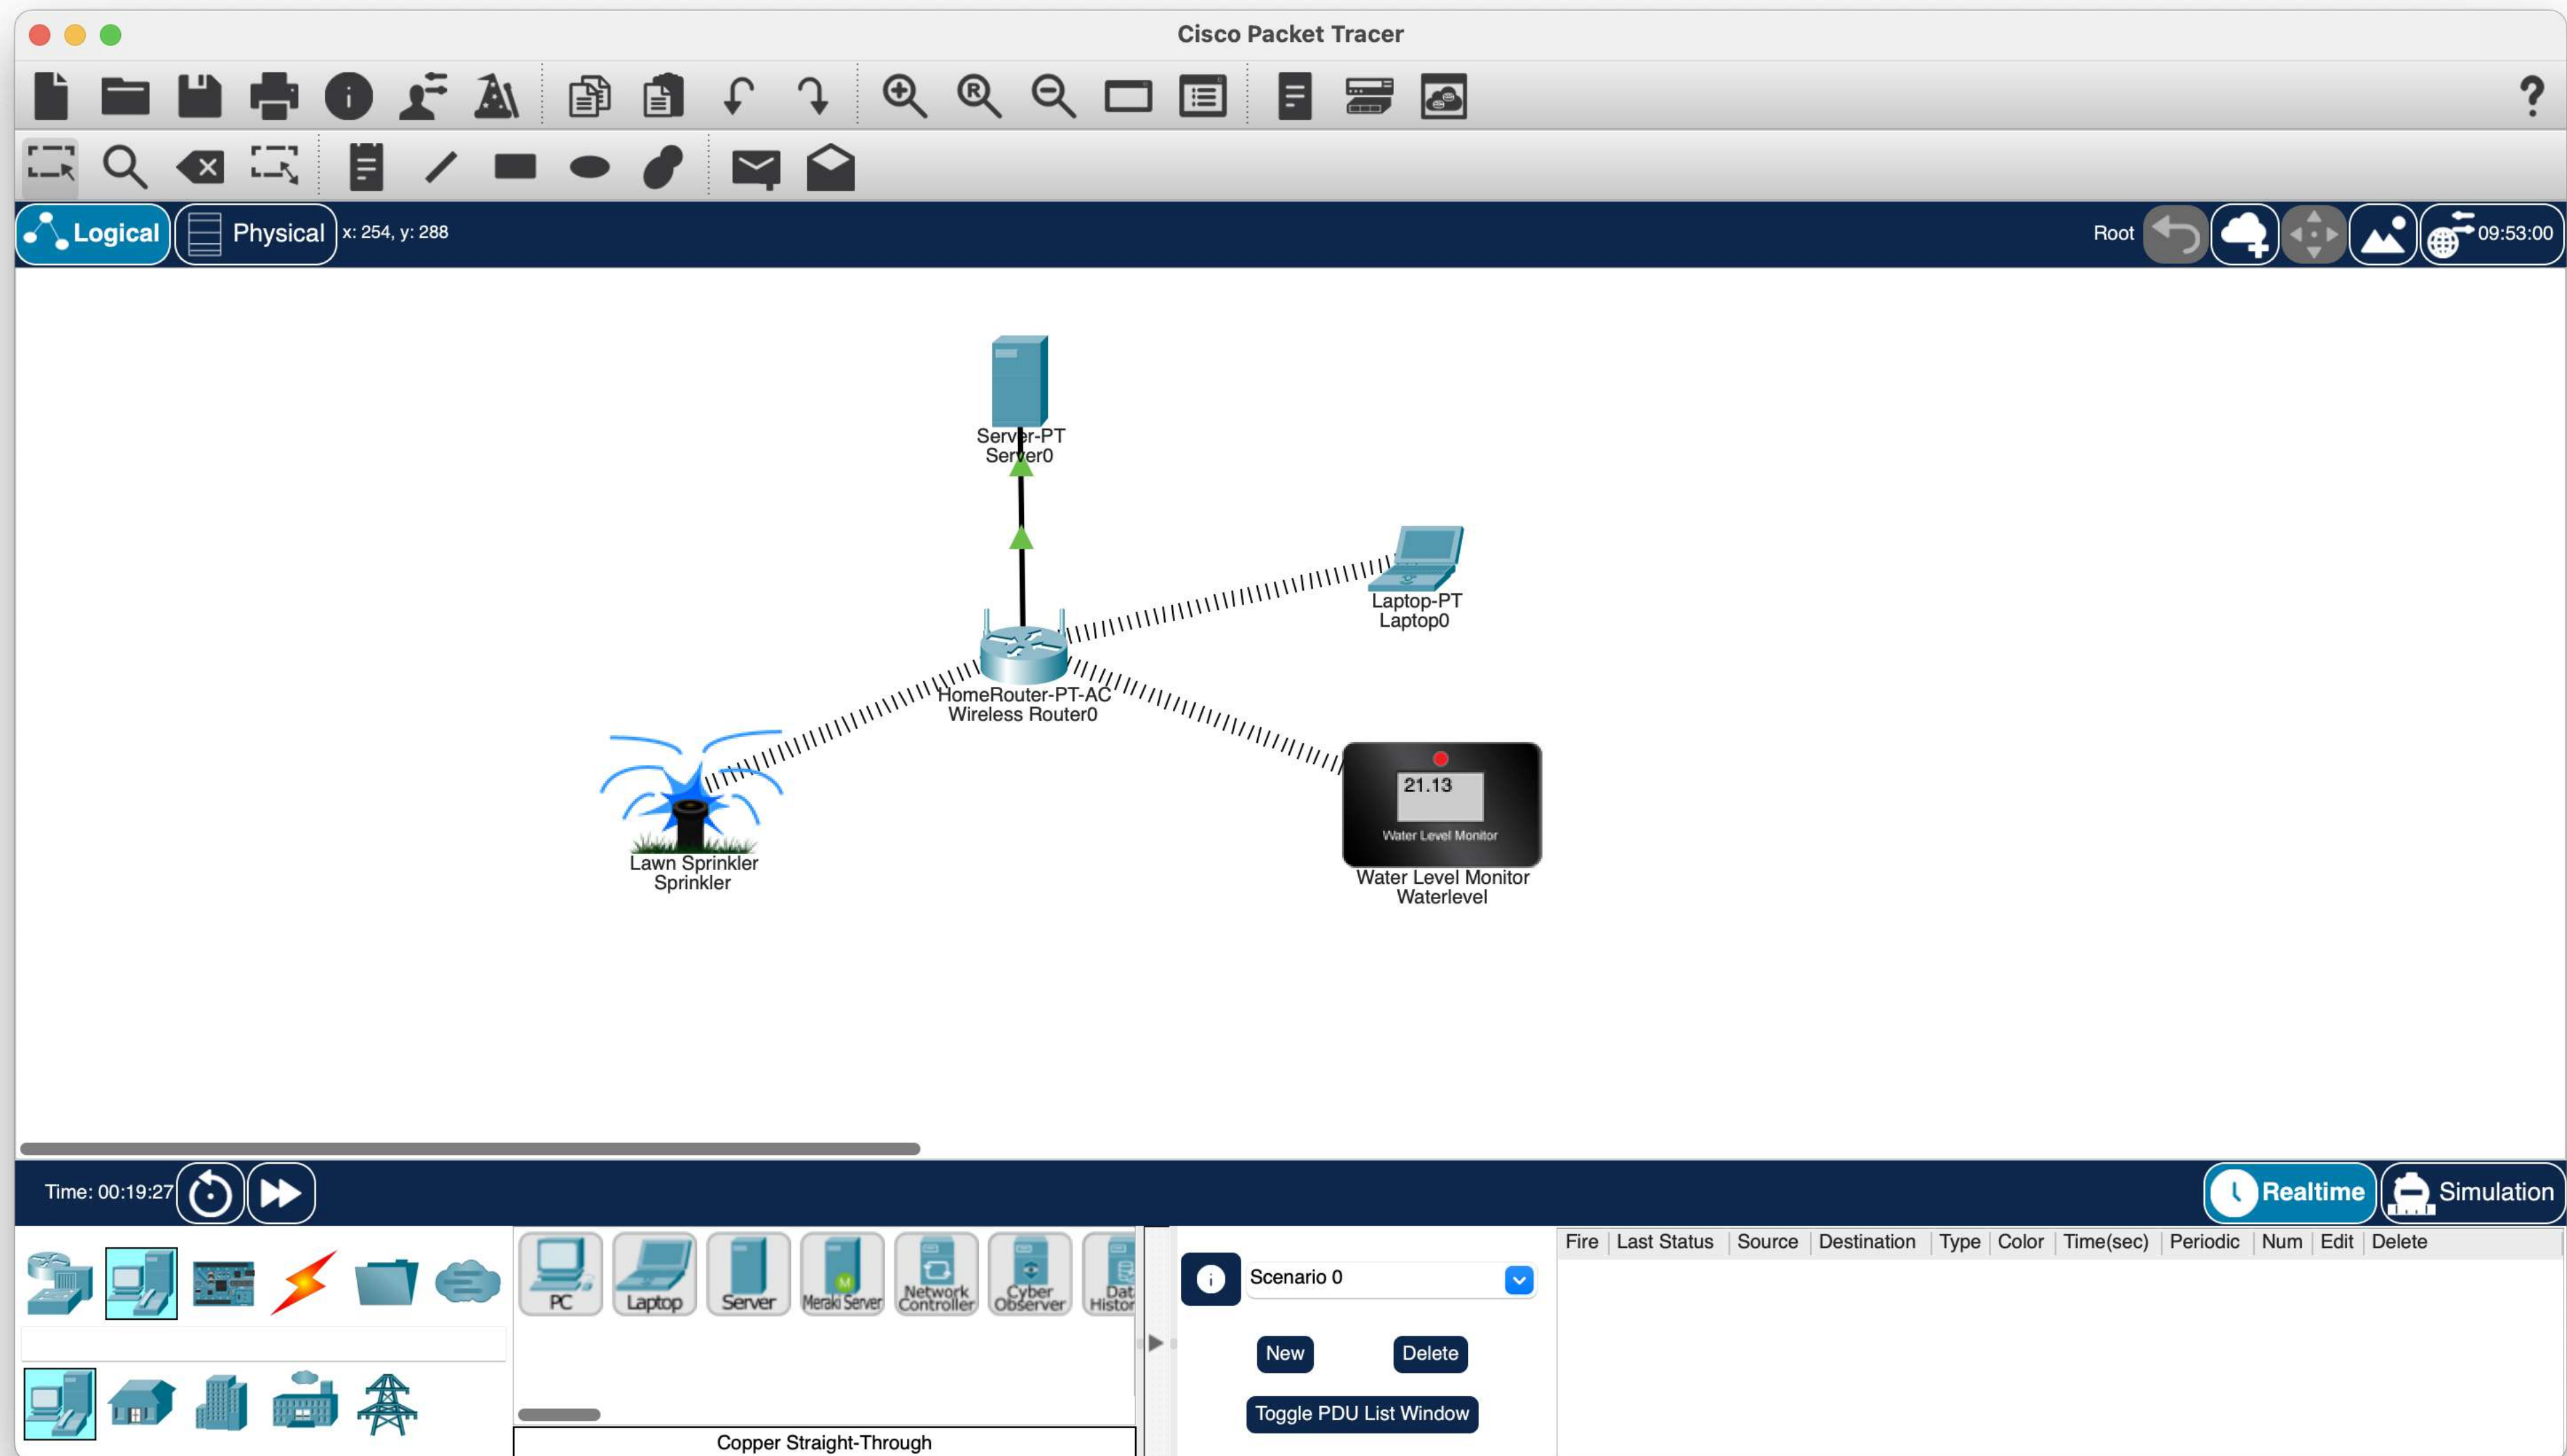 Cisco Packet Tracer
R
Logical
Physical
x: 254, y: 288
Root
09:53:00
Server-PT
Server0
Laptop-PT
Laptop0
HomeRouter-PT-AC
Wireless Router0
21.13
Water Level Monitor
Lawn Sprinkler
Sprinkler
Water Level Monitor
Waterlevel
Time: 00:19:27
Realtime
Simulation
PC
Laptop
Server
M
Meraki Server
Network
Controller
Cyber
Observer
Dat
Histor
Copper Straight-Through
Scenario 0
New
Delete
Toggle PDU List Window
Fire Last Status Source Destination Type Color Time(sec) Periodic Num Edit Delete